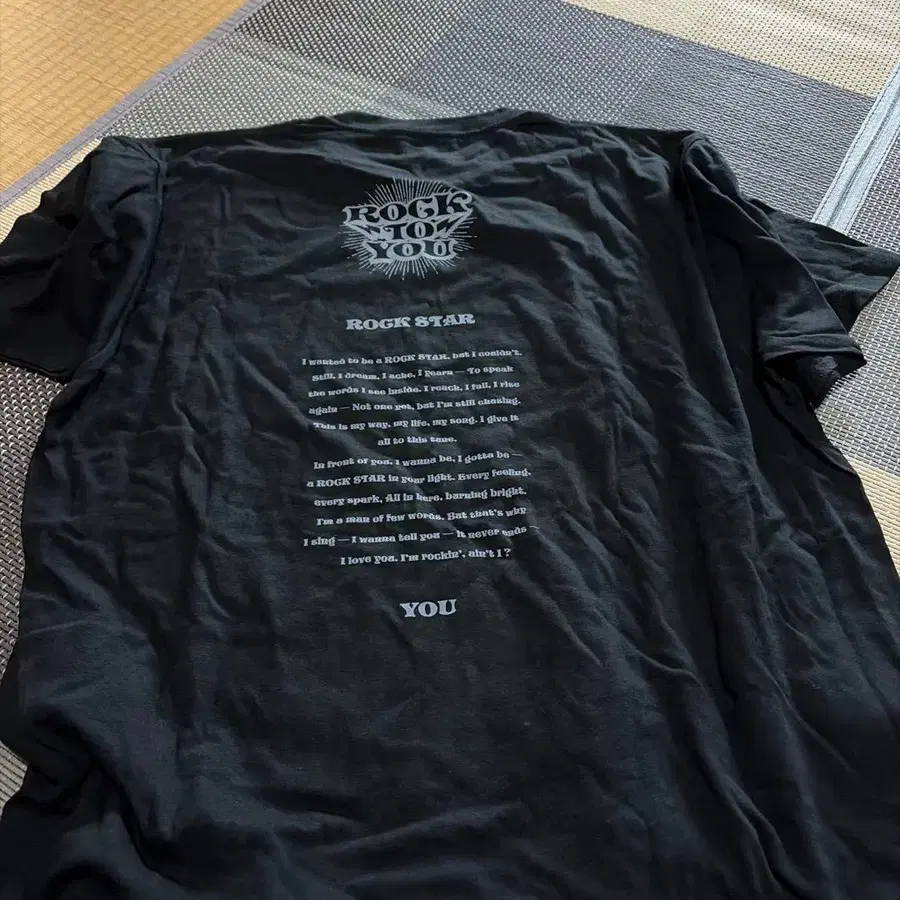 ROCK
TO
YOU
ROCK STAR
I wanted to be a ROCK STAR, but I couldn't.
Still, I dream, I ache, I yearn — To speak
the words I see inside. I reach, I fall, I rise
again — Not one yet, but I'm still chasing.
This is my way, my life, my song. I give it
all to this tune.
In front of you, I wanna be, I gotta be —
a ROCK STAR in your light. Every feeling,
every spark, All in here, burning bright.
I'm a man of few words. But that's why
I sing — I wanna tell you — it never ends —
I love you. I'm rockin', ain't I?
YOU